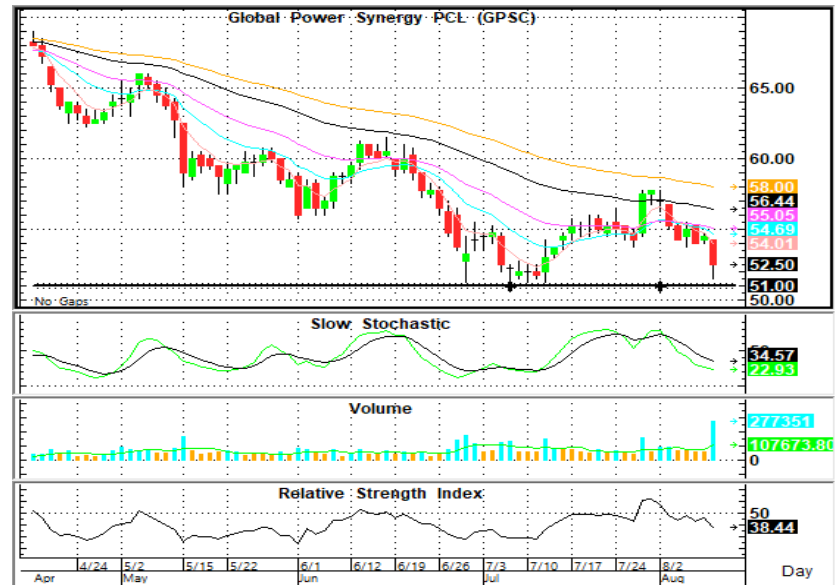 Global Power Synergy PCL (GPSC)
65.00
60.00
58.00
56.44
55.05
54.69
54.01
52.50
51.00
50.00
No Gaps
Slow Stochastic
34.57
22.93
Volume
277351
107673.80
0
Relative Strength Index
50
38.44
4/24 5/2 5/15 5/22 6/1 6/12 6/19 6/26 7/3 7/10 7/17 7/24 8/2
Apr May Jun Jul Aug Day